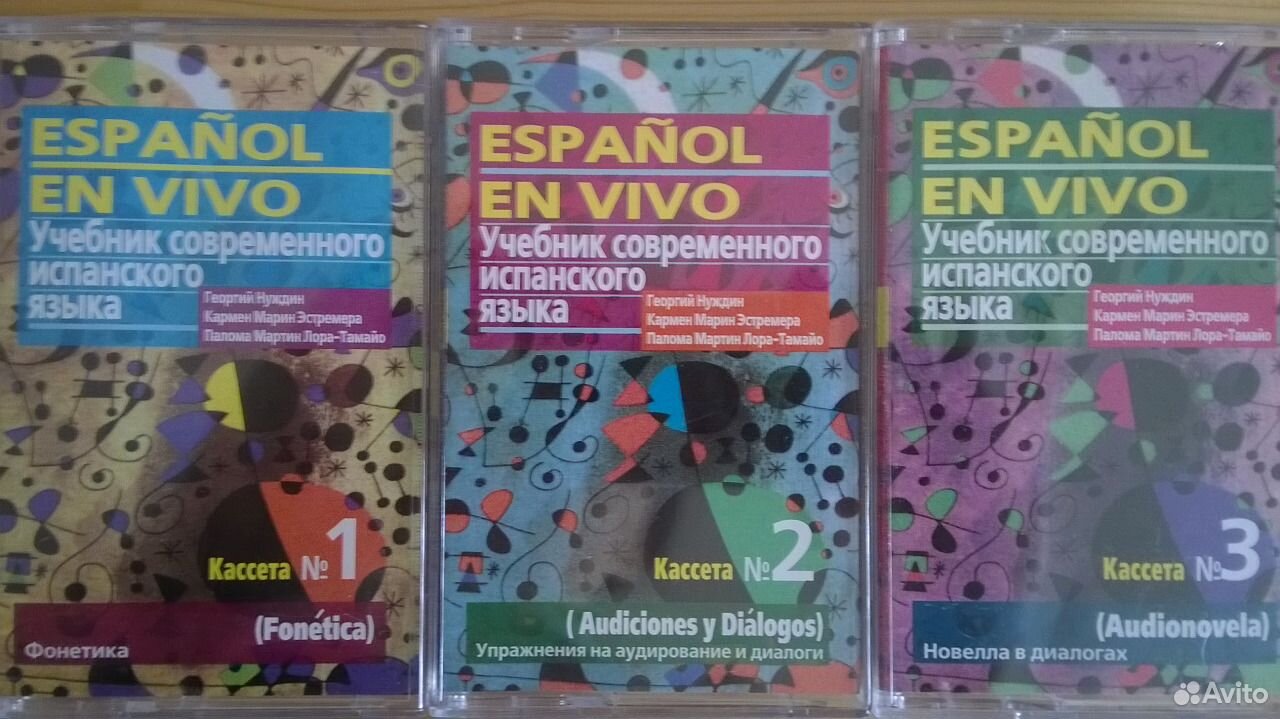 ESPAÑOL
EN VIVO
Учебник современного
испанского
языка
Георгий Нуждин
Кармен Марин Эстремера
Палома Мартин Лора-Тамайо
Кассета №1
(Fonética)
Фонетика
ESPAÑOL
EN VIVO
Учебник современного
испанского
языка
Георгий Нуждин
Кармен Марин Эстремера
Палома Мартин Лора-Тамайо
Кассета №2
( Audiciones y Diálogos)
Упражнения на аудирование и диалоги
ESPAÑOL
EN VIVO
Учебник современного
испанского
языка
Георгий Нуждин
Кармен Марин Эстремера
Палома Мартин Лора-Тамайо
Кассета №3
(Audionovela)
Новелла в диалогах
Avito